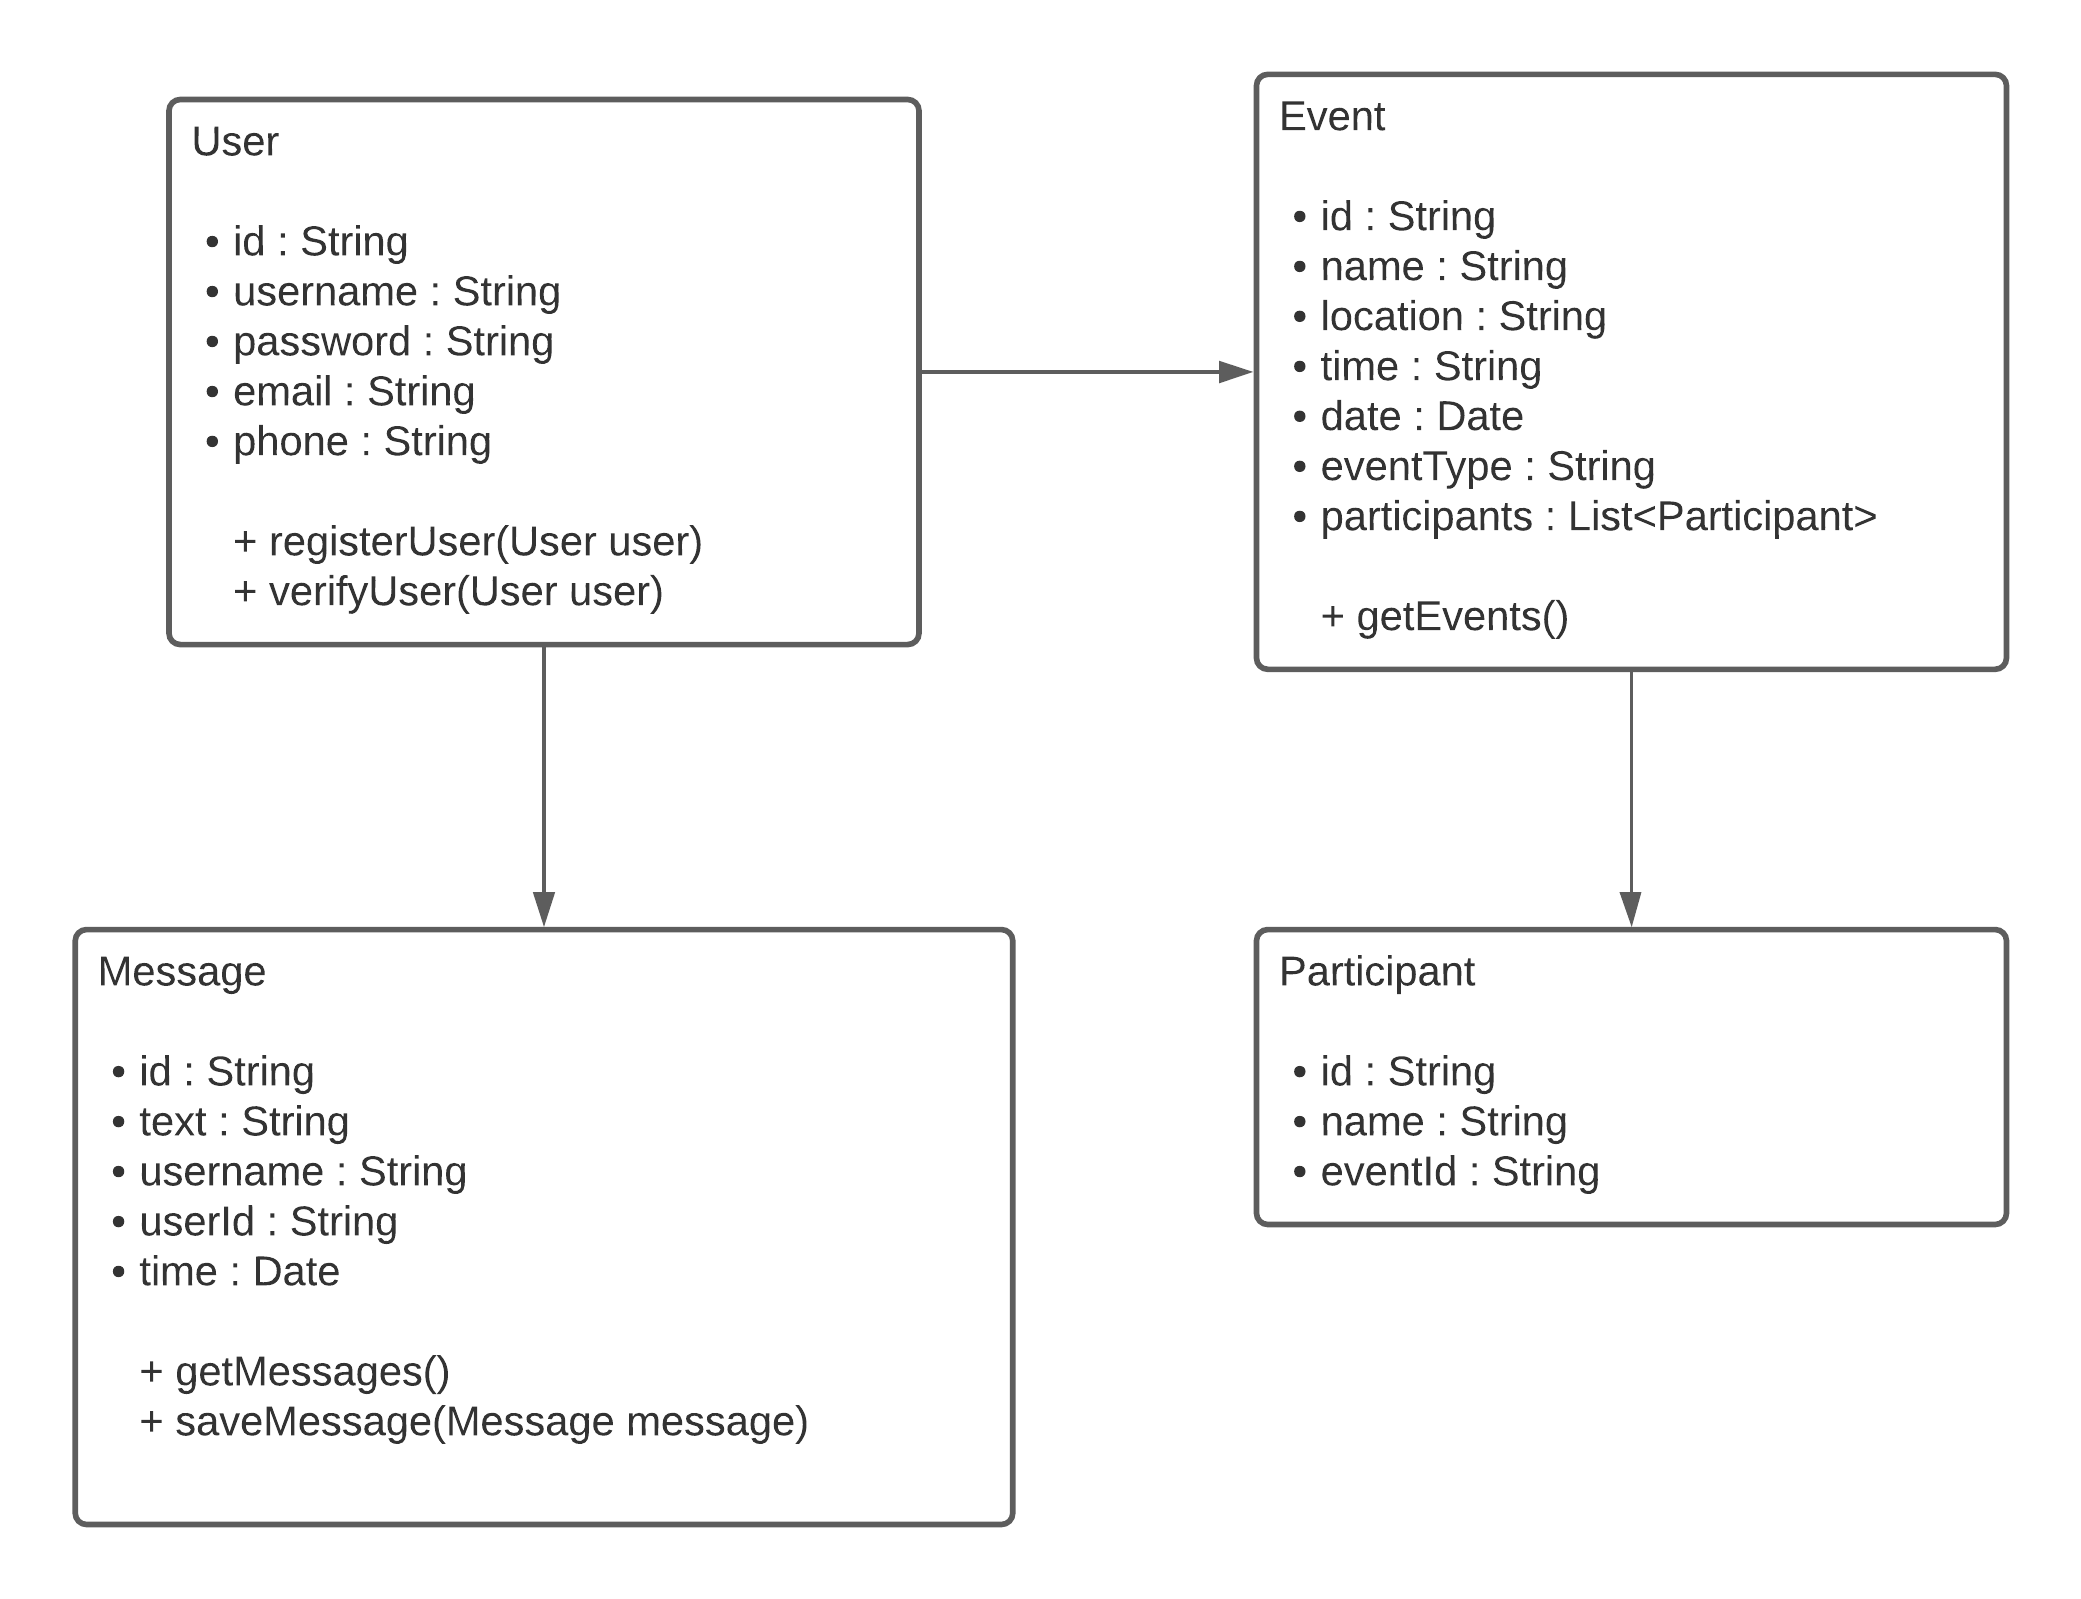 User
• id : String
• username : String
• password : String
• email : String
• phone : String
+ registerUser(User user)
+ verifyUser(User user)
Event
• id : String
• name : String
• location : String
• time : String
• date : Date
• eventType : String
• participants : List<Participant>
+ getEvents()
Message
• id : String
• text : String
• username : String
• userId : String
• time : Date
+ getMessages()
+ saveMessage(Message message)
Participant
• id : String
• name : String
• eventId : String